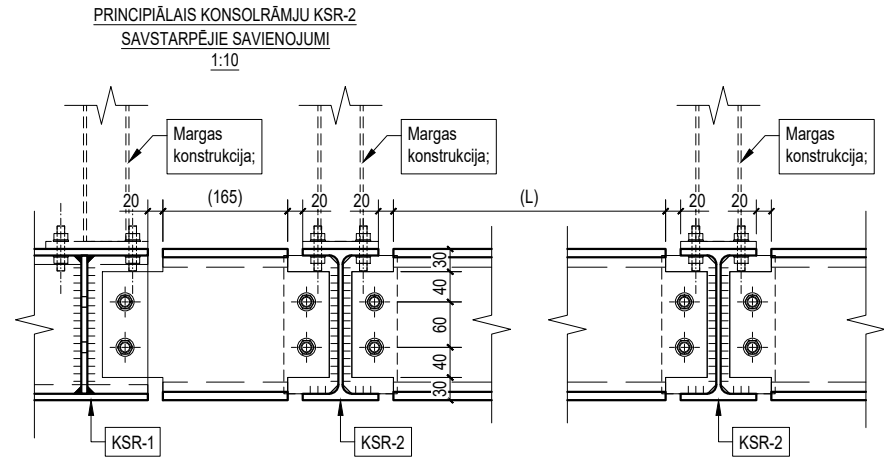 PRINCIPIĀLAIS KONSOLRĀMJU KSR-2
SAVSTARPĒJIE SAVIENOJUMI
1:10
Margas
konstrukcija;
Margas
konstrukcija;
Margas
konstrukcija;
20
(165)
20
20
(L)
20
20
30
40
60
40
30
KSR-1
KSR-2
KSR-2